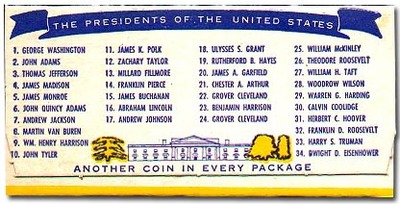 THE PRESIDENTS OF THE UNITED STATES
1. GEORGE WASHINGTON
2. JOHN ADAMS
3. THOMAS JEFFERSON
4. JAMES MADISON
5. JAMES MONROE
6. JOHN QUINCY ADAMS
7. ANDREW JACKSON
8. MARTIN VAN BUREN
9. WM. HENRY HARRISON
10. JOHN TYLER
11. JAMES K. POLK
12. ZACHARY TAYLOR
13. MILLARD FILLMORE
14. FRANKLIN PIERCE
15. JAMES BUCHANAN
16. ABRAHAM LINCOLN
17. ANDREW JOHNSON
18. ULYSSES S. GRANT
19. RUTHERFORD B. HAYES
20. JAMES A. GARFIELD
21. CHESTER A. ARTHUR
22. GROVER CLEVELAND
23. BENJAMIN HARRISON
24. GROVER CLEVELAND
25. WILLIAM McKINLEY
26. THEODORE ROOSEVELT
27. WILLIAM H. TAFT
28. WOODROW WILSON
29. WARREN G. HARDING
30. CALVIN COOLIDGE
31. HERBERT C. HOOVER
32. FRANKLIN D. ROOSEVELT
33. HARRY S. TRUMAN
34. DWIGHT D. EISENHOWER
ANOTHER COIN IN EVERY PACKAGE